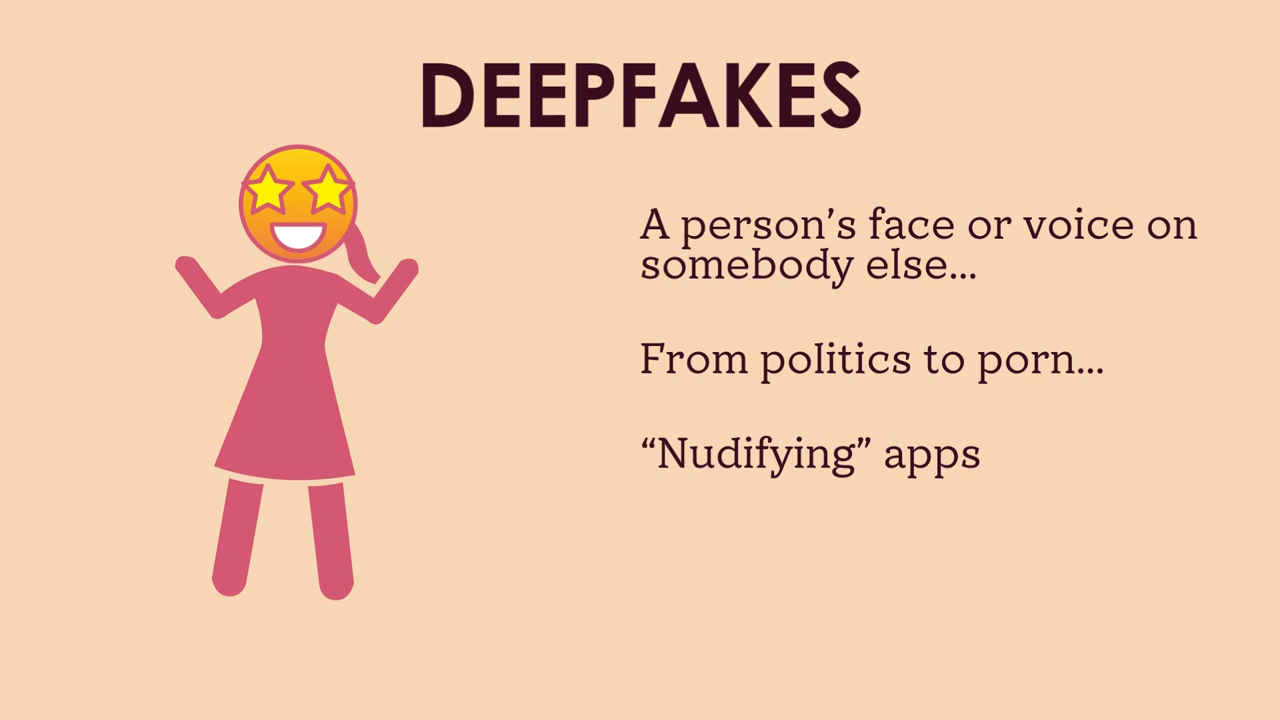 DEEPFAKES
A person’s face or voice on
somebody else...
From politics to porn...
“Nudifying” apps